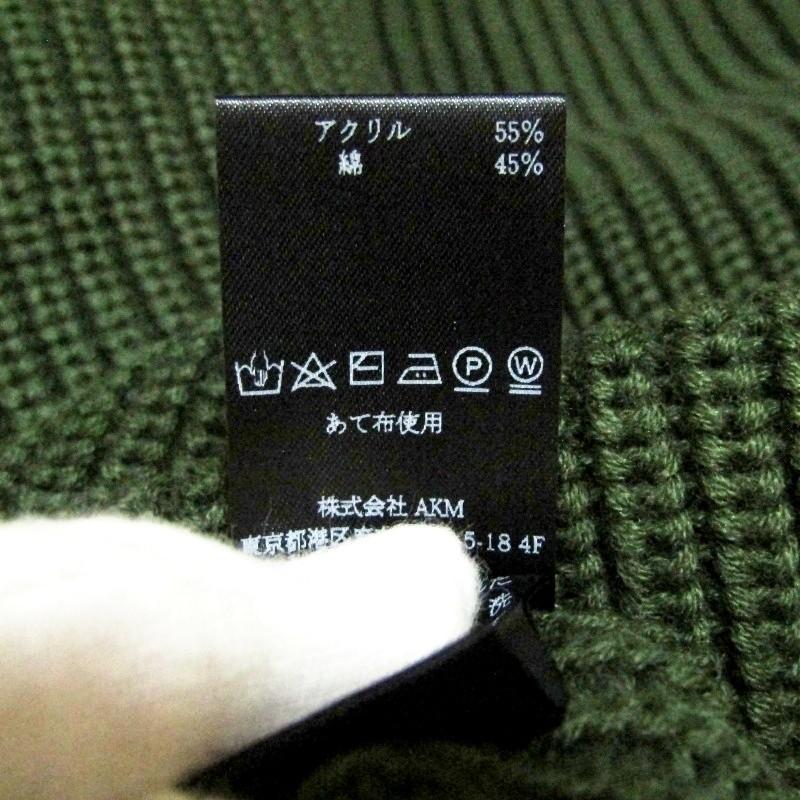 アクリル 55%
綿 45%
P W
あて布使用
株式会社 AKM
東京都港区 5-18 4F